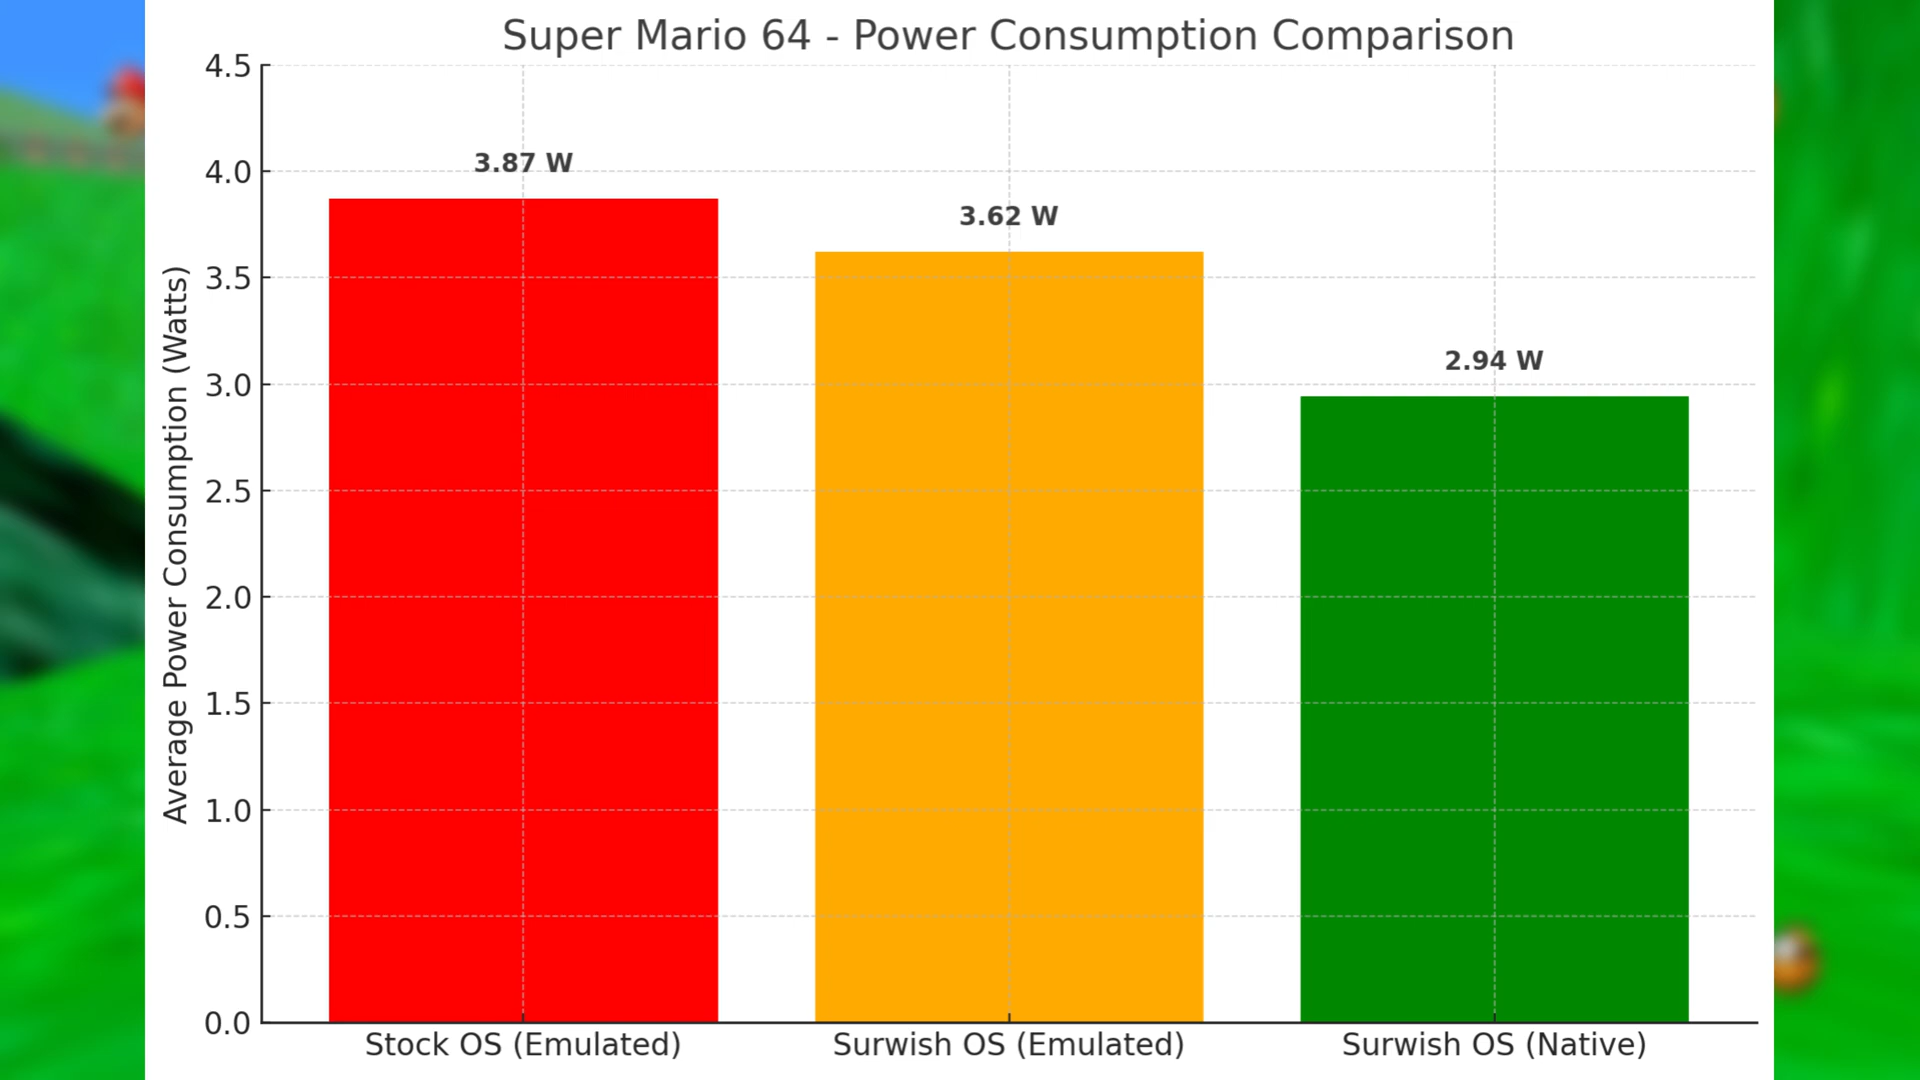 Super Mario 64 - Power Consumption Comparison
Average Power Consumption (Watts)
4.5
4.0
3.5
3.0
2.5
2.0
1.5
1.0
0.5
0.0
3.87 W
3.62 W
2.94 W
Stock OS (Emulated)
Surwish OS (Emulated)
Surwish OS (Native)